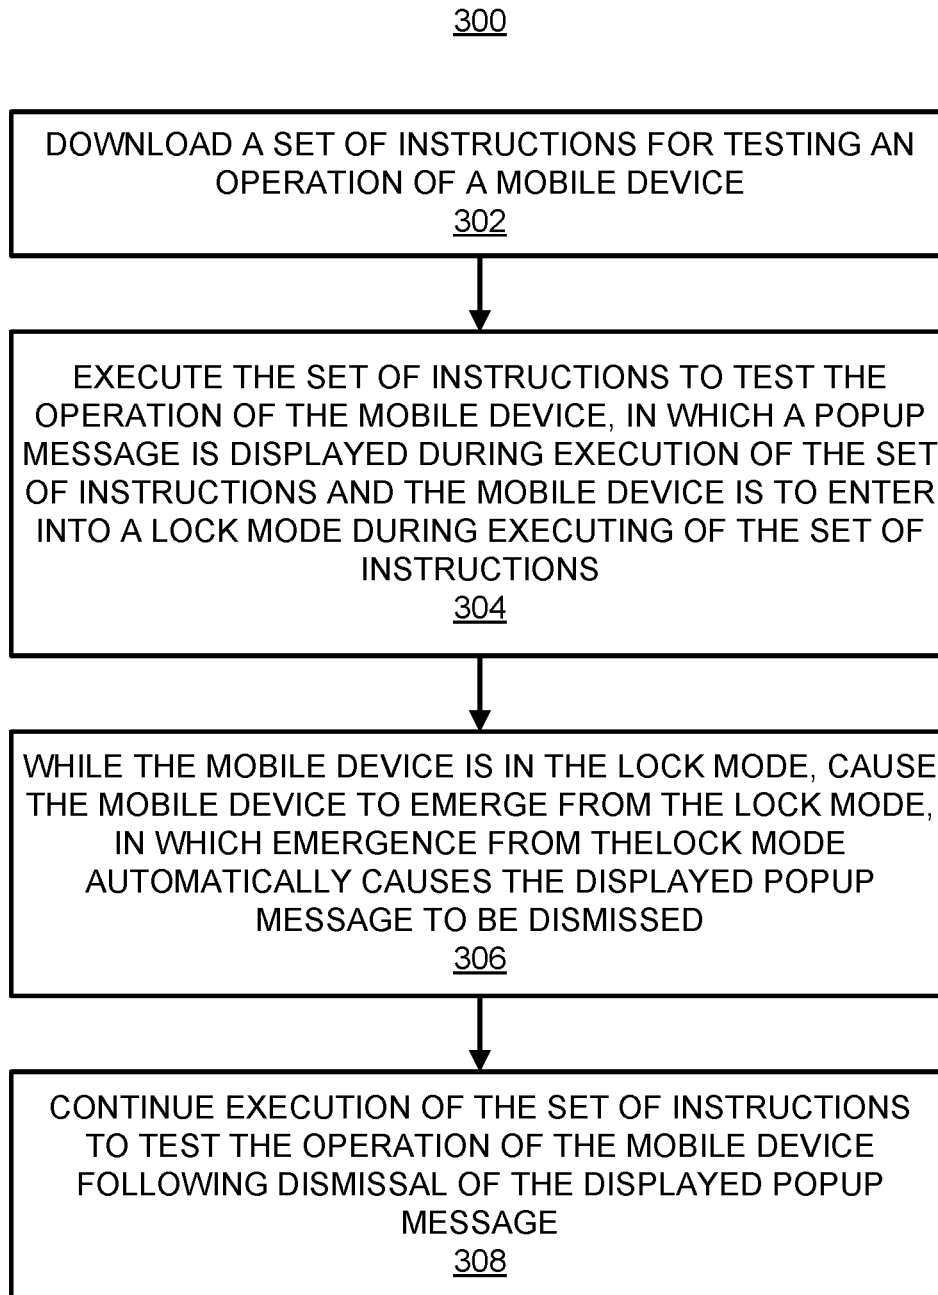 300
DOWNLOAD A SET OF INSTRUCTIONS FOR TESTING AN
OPERATION OF A MOBILE DEVICE
302
EXECUTE THE SET OF INSTRUCTIONS TO TEST THE
OPERATION OF THE MOBILE DEVICE, IN WHICH A POPUP
MESSAGE IS DISPLAYED DURING EXECUTION OF THE SET
OF INSTRUCTIONS AND THE MOBILE DEVICE IS TO ENTER
INTO A LOCK MODE DURING EXECUTING OF THE SET OF
INSTRUCTIONS
304
WHILE THE MOBILE DEVICE IS IN THE LOCK MODE, CAUSE
THE MOBILE DEVICE TO EMERGE FROM THE LOCK MODE,
IN WHICH EMERGENCE FROM THELOCK MODE
AUTOMATICALLY CAUSES THE DISPLAYED POPUP
MESSAGE TO BE DISMISSED
306
CONTINUE EXECUTION OF THE SET OF INSTRUCTIONS
TO TEST THE OPERATION OF THE MOBILE DEVICE
FOLLOWING DISMISSAL OF THE DISPLAYED POPUP
MESSAGE
308